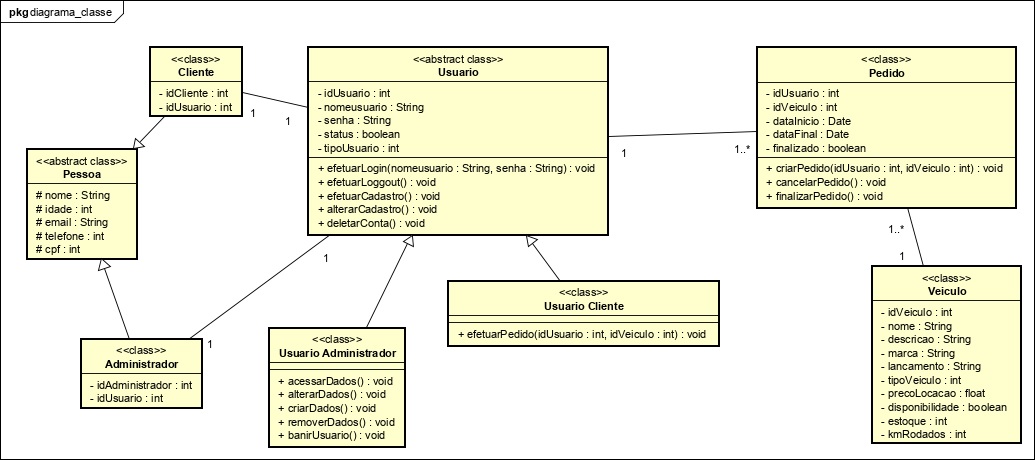 pkg diagrama_classe
<<class>>
Cliente
- idCliente : int
- idUsuario : int
<<abstract class>>
Usuario
- idUsuario : int
- nomeusuario : String
- senha : String
- status : boolean
- tipoUsuario : int
+ efetuarLogin(nomeusuario : String, senha : String) : void
+ efetuarLoggout() : void
+ efetuarCadastro() : void
+ alterarCadastro() : void
+ deletarConta() : void
<<class>>
Pedido
- idUsuario : int
- idVeiculo : int
- dataInicio : Date
- dataFinal : Date
- finalizado : boolean
+ criarPedido(idUsuario : int, idVeiculo : int) : void
+ cancelarPedido() : void
+ finalizarPedido() : void
1
1
1
1..*
<<abstract class>>
Pessoa
# nome : String
# idade : int
# email : String
# telefone : int
# cpf : int
1
1..*
1
<<class>>
Veiculo
- idVeiculo : int
- nome : String
- descricao : String
- marca : String
- lancamento : String
- tipoVeiculo : int
- precoLocacao : float
- disponibilidade : boolean
- estoque : int
- kmRodados : int
<<class>>
Usuario Cliente
+ efetuarPedido(idUsuario : int, idVeiculo : int) : void
<<class>>
Usuario Administrador
+ acessarDados() : void
+ alterarDados() : void
+ criarDados() : void
+ removerDados() : void
+ banirUsuario() : void
1
<<class>>
Administrador
- idAdministrador : int
- idUsuario : int